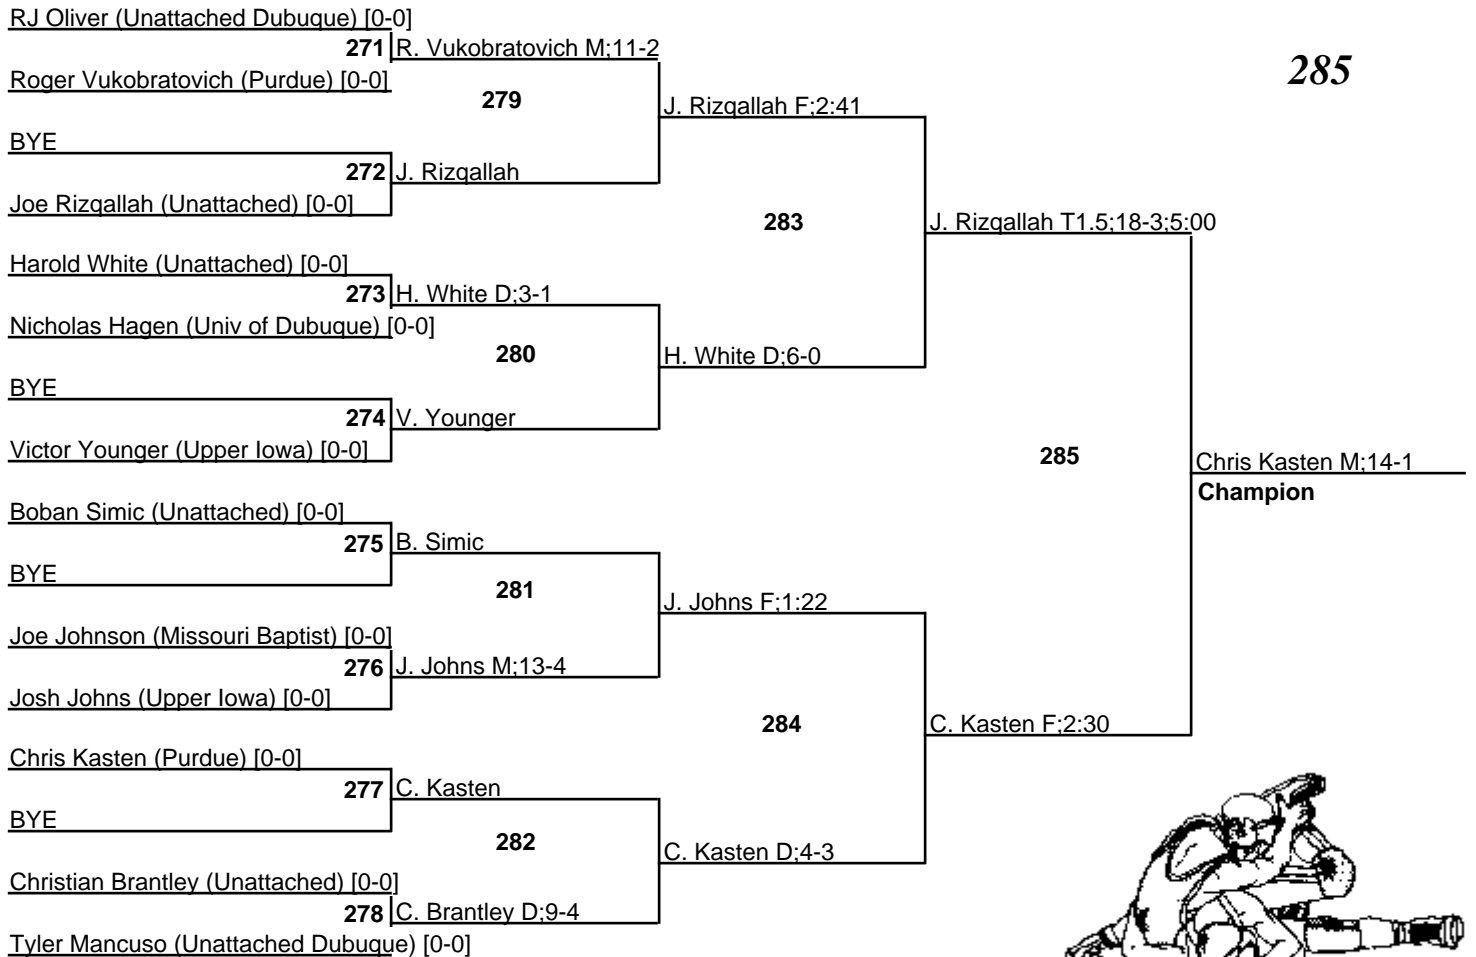 RJ Oliver (Unattached Dubuque) [0-0]
271 R. Vukobratovich M;11-2
285
Roger Vukobratovich (Purdue) [0-0]
279
J. Rizqallah F;2:41
BYE
272 J. Rizqallah
Joe Rizqallah (Unattached) [0-0]
283
J. Rizqallah T1.5;18-3;5:00
Harold White (Unattached) [0-0]
273 H. White D;3-1
Nicholas Hagen (Univ of Dubuque) [0-0]
280
H. White D;6-0
BYE
274 V. Younger
Victor Younger (Upper Iowa) [0-0]
285
Chris Kasten M;14-1
Champion
Boban Simic (Unattached) [0-0]
275 B. Simic
BYE
281
J. Johns F;1:22
Joe Johnson (Missouri Baptist) [0-0]
276 J. Johns M;13-4
Josh Johns (Upper Iowa) [0-0]
284
C. Kasten F;2:30
Chris Kasten (Purdue) [0-0]
277 C. Kasten
BYE
282
C. Kasten D;4-3
Christian Brantley (Unattached) [0-0]
278 C. Brantley D;9-4
Tyler Mancuso (Unattached Dubuque) [0-0]